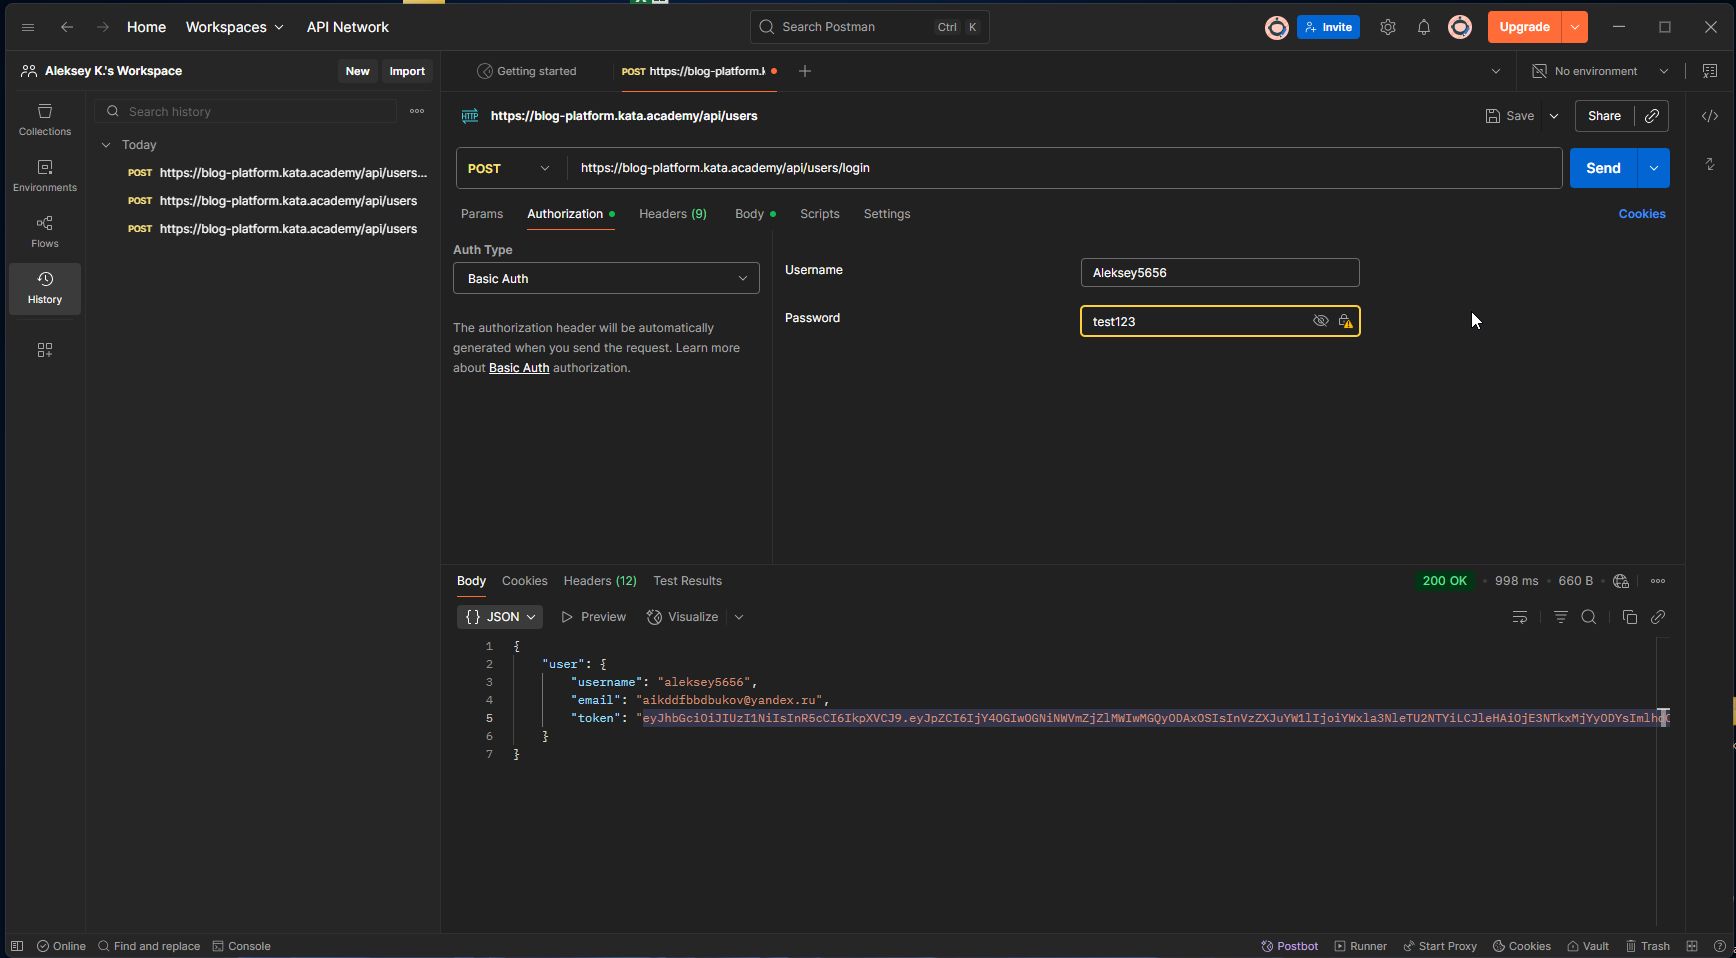 Home
Workspaces
API Network
Search Postman
Ctrl K
Invite
Upgrade
Aleksey K.'s Workspace
New
Import
Getting started
POST https://blog-platform.k
No environment
Collections
Environments
Flows
History
Search history
Today
POST https://blog-platform.kata.academy/api/users...
POST https://blog-platform.kata.academy/api/users
POST https://blog-platform.kata.academy/api/users
HTTP https://blog-platform.kata.academy/api/users
Save
Share
POST
https://blog-platform.kata.academy/api/users/login
Send
Params
Authorization
Headers (9)
Body
Scripts
Settings
Cookies
Auth Type
Basic Auth
The authorization header will be automatically
generated when you send the request. Learn more
about Basic Auth authorization.
Username
Aleksey5656
Password
test123
Body
Cookies
Headers (12)
Test Results
200 OK
998 ms
660 B
{} JSON
Preview
Visualize
1 {
2 "user": {
3 "username": "aleksey5656",
4 "email": "aikddfbbdbukov@yandex.ru",
5 "token": "eyJhbGciOiJIUzI1NiIsInR5cCI6IkpXVCJ9.eyJpZCI6IjY4OGIwOGNiNWVmZjZlMWIwMGQyODAxOSIsInVzZXJuYW1lIjoiYWxla3NleTU2NTYiLCJleHAiOjE3NTkxMjYyODYsImlhdC
6 }
7 }
Online
Find and replace
Console
Postbot
Runner
Start Proxy
Cookies
Vault
Trash